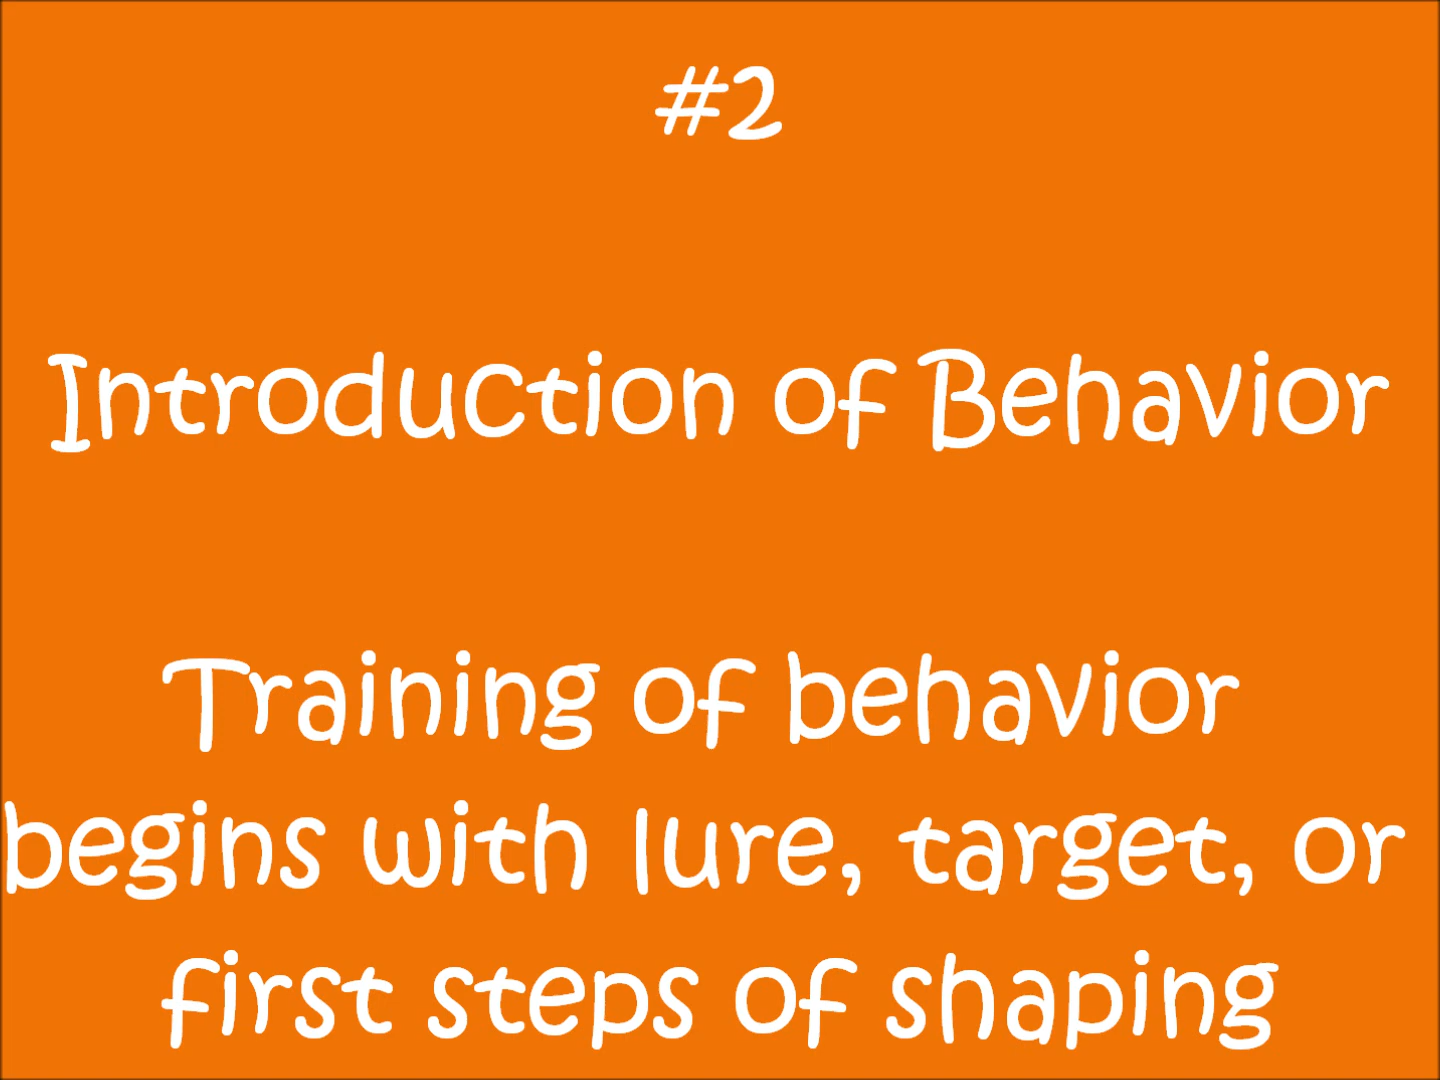 #2
Introduction of Behavior
Training of behavior
begins with lure, target, or
first steps of shaping